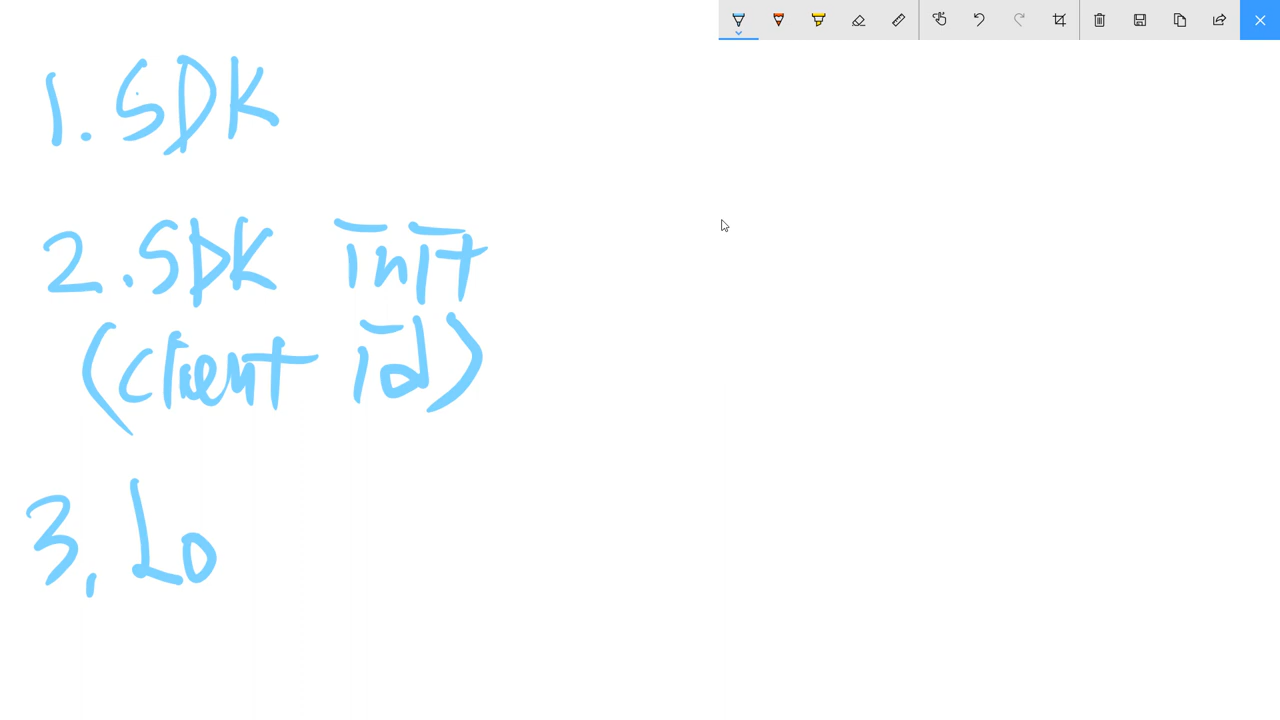 1. SDK
2. SDK init
(client id)
3, Lo